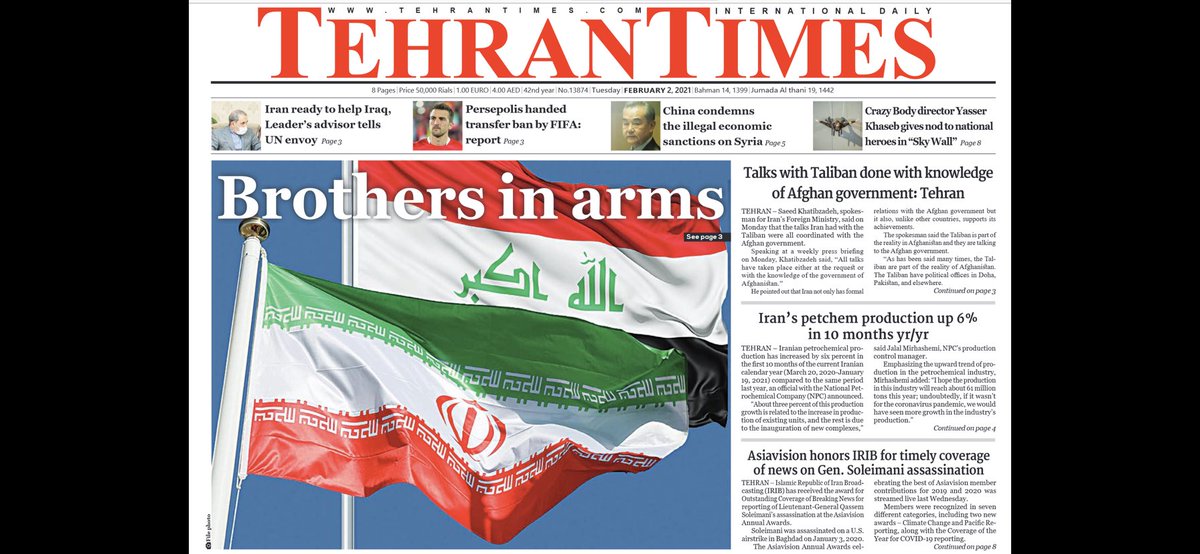 WWW.TEHRANTIMES.COM INTERNATIONAL DAILY
TEHRAN TIMES
8 Pages | Price 50,000 Rials | 1.00 EURO | 4.00 AED | 42nd year | No.13874 | Tuesday | FEBRUARY 2, 2021 | Bahman 14, 1399 | Jumada Al thani 19, 1442
Iran ready to help Iraq,
Leader's advisor tells
UN envoy Page 3
Persepolis handed
transfer ban by FIFA:
report Page 3
China condemns
the illegal economic
sanctions on Syria Page 5
Crazy Body director Yasser
Khaseb gives nod to national
heroes in "Sky Wall" Page 8
Brothers in arms
See page 3
الله اكبر
File photo
Talks with Taliban done with knowledge
of Afghan government: Tehran
TEHRAN – Saeed Khatibzadeh, spokes-
man for Iran's Foreign Ministry, said on
Monday that the talks Iran had with the
Taliban were all coordinated with the
Afghan government.
Speaking at a weekly press briefing
on Monday, Khatibzadeh said, "All talks
have taken place either at the request or
with the knowledge of the government of
Afghanistan."
He pointed out that Iran not only has formal
relations with the Afghan government but
it also, unlike other countries, supports its
achievements.
The spokesman said the Taliban is part of
the reality in Afghanistan and they are talking
to the Afghan government.
"As has been said many times, the Tal-
iban are part of the reality of Afghanistan.
The Taliban have political offices in Doha,
Pakistan, and elsewhere.
Continued on page 3
Iran's petchem production up 6%
in 10 months yr/yr
TEHRAN – Iranian petrochemical pro-
duction has increased by six percent in
the first 10 months of the current Iranian
calendar year (March 20, 2020-January
19, 2021) compared to the same period
last year, an official with the National Pet-
rochemical Company (NPC) announced.
"About three percent of this production
growth is related to the increase in produc-
tion of existing units, and the rest is due
to the inauguration of new complexes,"
said Jalal Mirhashemi, NPC's production
control manager.
Emphasizing the upward trend of pro-
duction in the petrochemical industry,
Mirhashemi added: "I hope the production
in this industry will reach about 61 million
tons this year; undoubtedly, if it wasn't
for the coronavirus pandemic, we would
have seen more growth in the industry's
production."
Continued on page 4
Asiavision honors IRIB for timely coverage
of news on Gen. Soleimani assassination
TEHRAN – Islamic Republic of Iran Broad-
casting (IRIB) has received the award for
Outstanding Coverage of Breaking News for
reporting of Lieutenant-General Qassem
Soleimani's assassination at the Asiavision
Annual Awards.
Soleimani was assassinated on a U.S.
airstrike in Baghdad on January 3, 2020.
The Asiavision Annual Awards cel-
ebrating the best of Asiavision member
contributions for 2019 and 2020 was
streamed live last Wednesday.
Members were recognized in seven
different categories, including two new
awards – Climate Change and Pacific Re-
porting, along with the Coverage of the
Year for COVID-19 reporting.
Continued on page 8